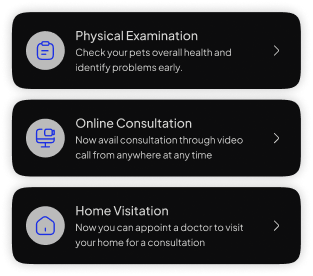 Physical Examination
Check your pets overall health and
identify problems early.
Online Consultation
Now avail consultation through video
call from anywhere at any time
Home Visitation
Now you can appoint a doctor to visit
your home for a consultation